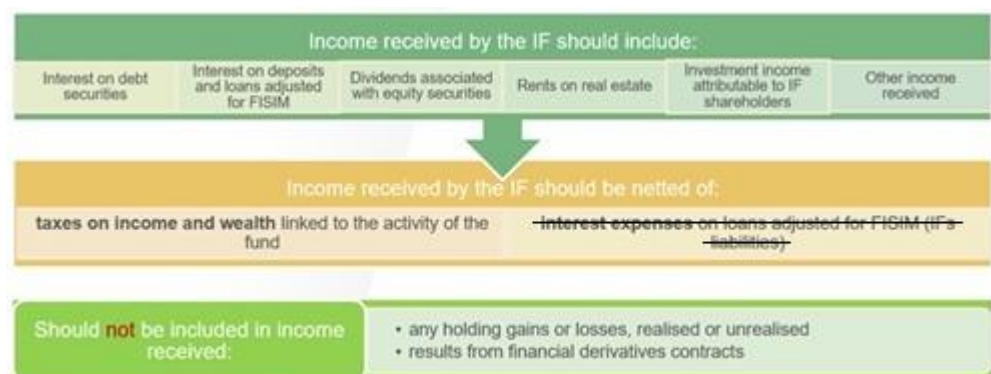 Income received by the IF should include:
Interest on debt
securities
Interest on deposits
and loans adjusted
for FISIM
Dividends associated
with equity securities
Rents on real estate
Investment income
attributable to IF
shareholders
Other income
received
Income received by the IF should be netted of:
taxes on income and wealth linked to the activity of the
fund
interest expenses on loans adjusted for FISIM (IFs
liabilities)
Should not be included in income
received:
• any holding gains or losses, realised or unrealised
• results from financial derivatives contracts